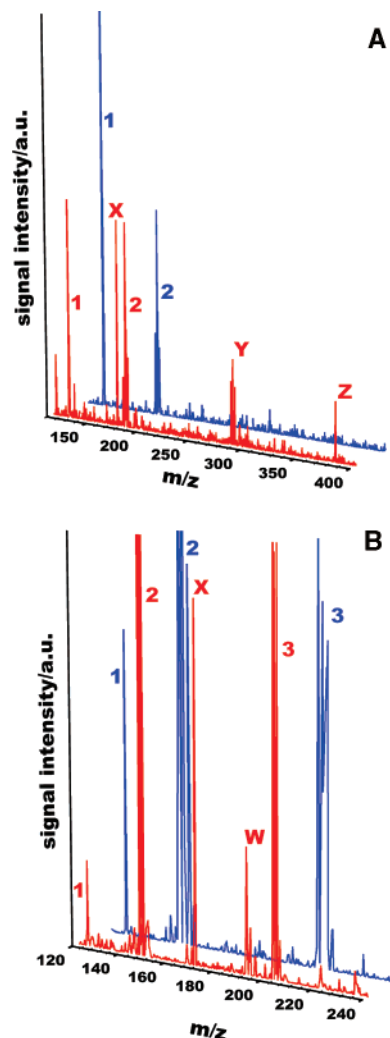 A
signal intensity/a.u.
1
1
X
2
2
Y
Z
150
200
250
300
350
400
m/z
B
signal intensity/a.u.
2
2
X
1
3
3
W
1
120
140
160
180
200
220
240
m/z